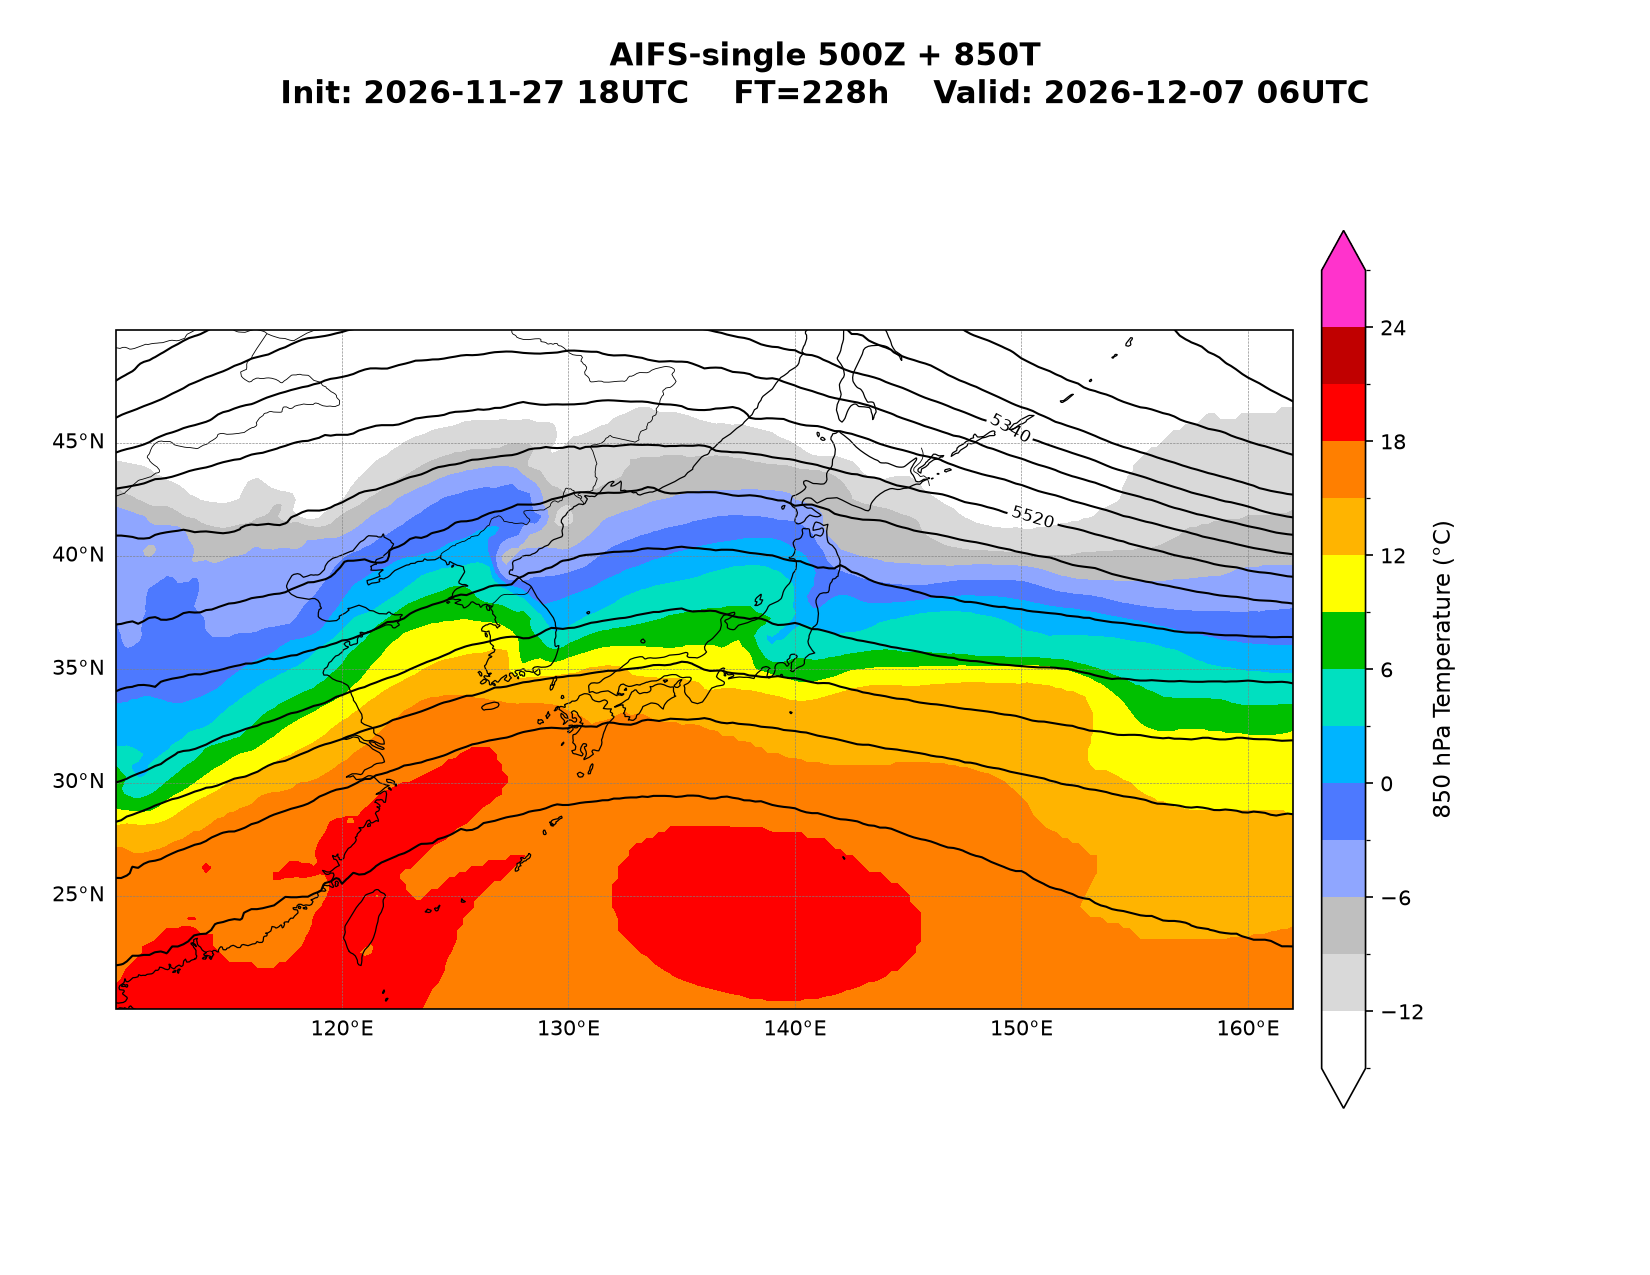 AIFS-single 500Z + 850T
Init: 2026-11-27 18UTC    FT=228h    Valid: 2026-12-07 06UTC
45°N
40°N
35°N
30°N
25°N
120°E
130°E
140°E
150°E
160°E
5340
5520
24
18
12
6
0
−6
−12
850 hPa Temperature (°C)